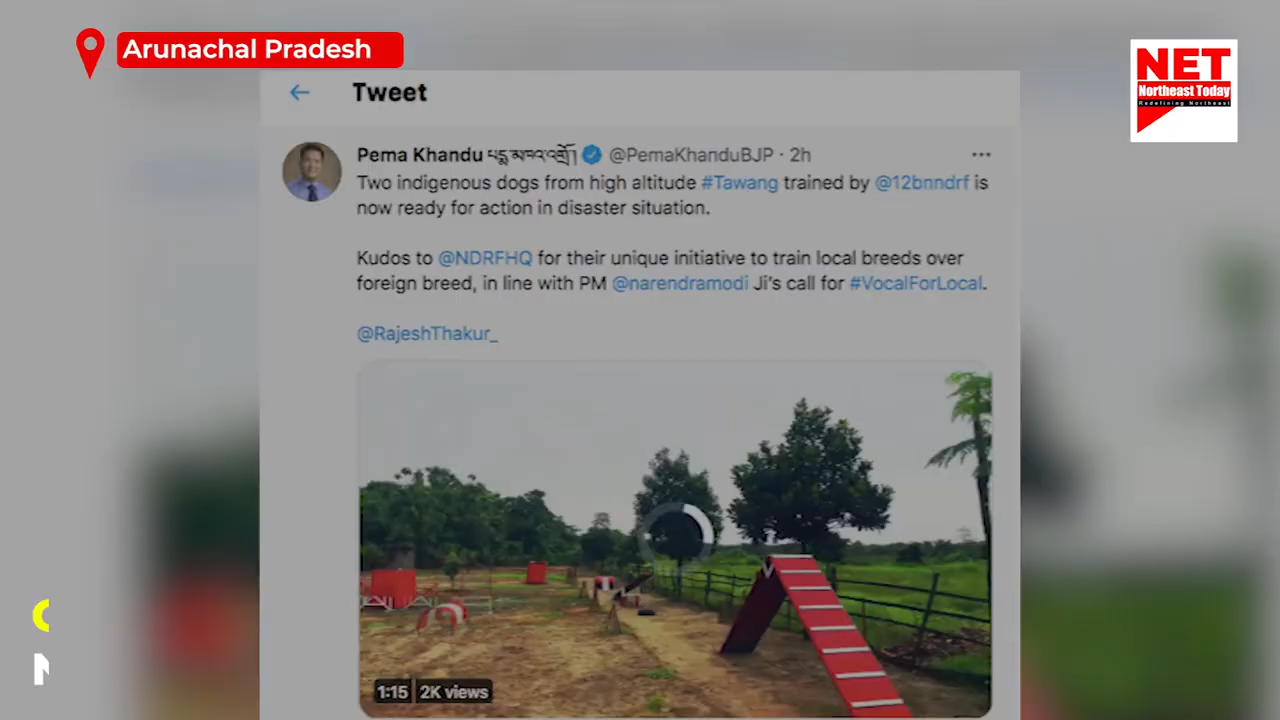 Arunachal Pradesh
NET
Northeast Today
Redefining Northeast
Tweet
Pema Khandu པདྨ་མཁའ་འགྲོ། @PemaKhanduBJP · 2h
Two indigenous dogs from high altitude #Tawang trained by @12bnndrf is
now ready for action in disaster situation.
Kudos to @NDRFHQ for their unique initiative to train local breeds over
foreign breed, in line with PM @narendramodi Ji's call for #VocalForLocal.
@RajeshThakur_
1:15 2K views